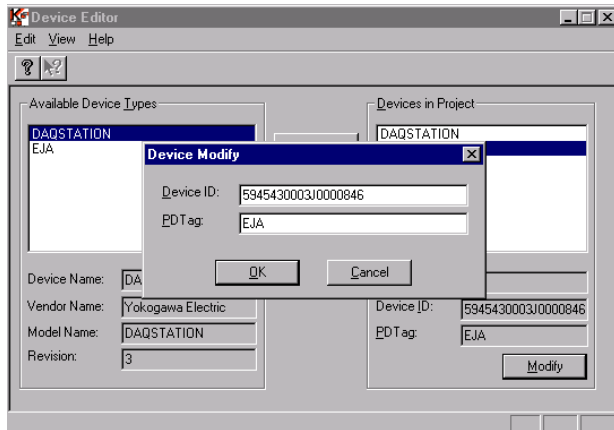 Device Editor
Edit View Help
Available Device Types
DAQSTATION
EJA
Devices in Project
DAQSTATION
Device Modify
Device ID: 5945430003J0000846
PDTag: EJA
OK Cancel
Device Name: DA
Vendor Name: Yokogawa Electric
Model Name: DAQSTATION
Revision: 3
Device ID: 5945430003J0000846
PDTag: EJA
Modify